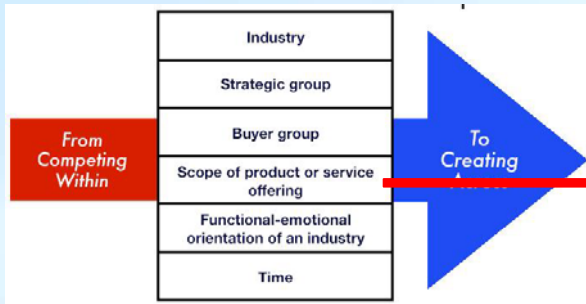 From
Competing
Within
Industry
Strategic group
Buyer group
Scope of product or service
offering
Functional-emotional
orientation of an industry
Time
To
Creating